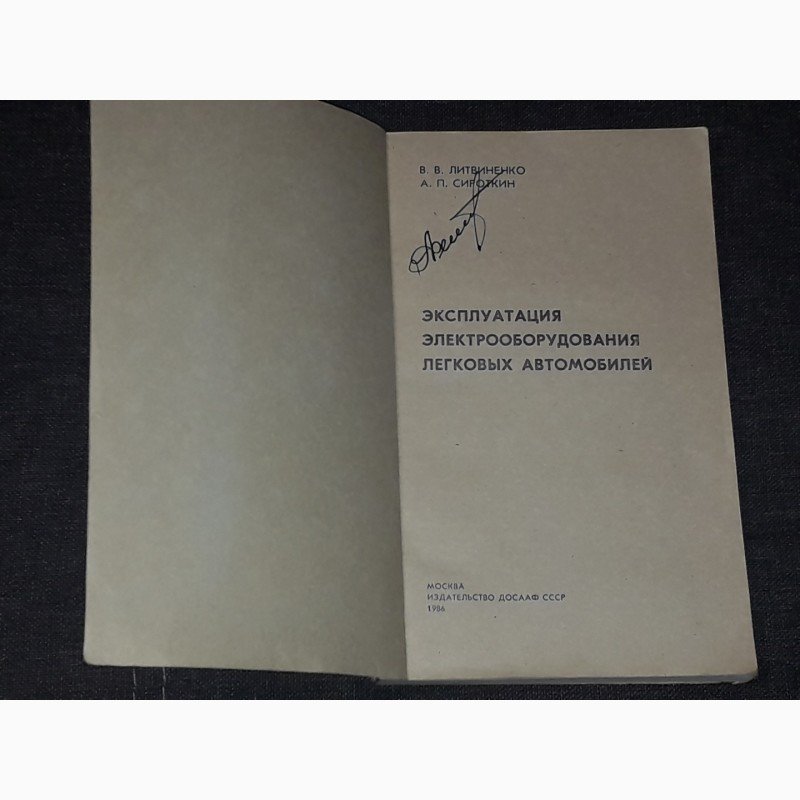 В. В. ЛИТВИНЕНКО
А. П. СИРОТКИН
ЭКСПЛУАТАЦИЯ
ЭЛЕКТРООБОРУДОВАНИЯ
ЛЕГКОВЫХ АВТОМОБИЛЕЙ
МОСКВА
ИЗДАТЕЛЬСТВО ДОСААФ СССР
1986